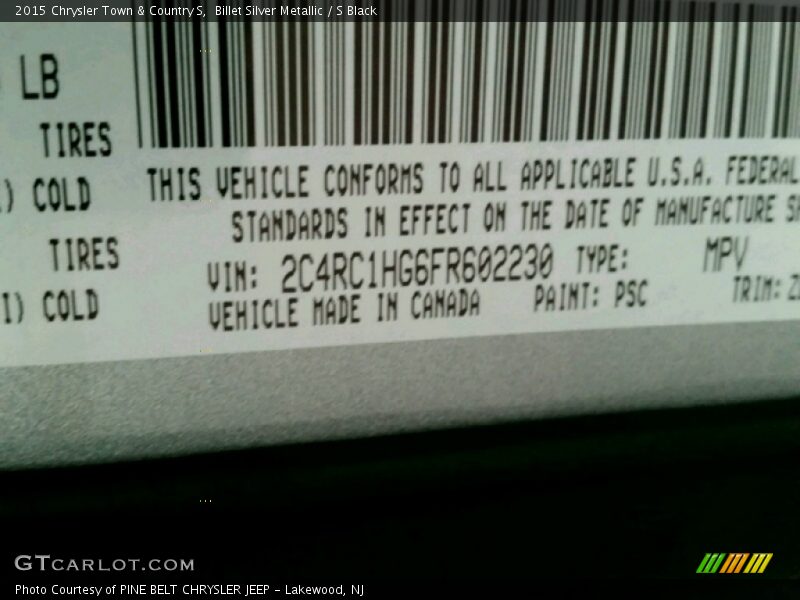 2015 Chrysler Town & Country S, Billet Silver Metallic / S Black
LB
TIRES
COLD
THIS VEHICLE CONFORMS TO ALL APPLICABLE U.S.A. FEDERAL
STANDARDS IN EFFECT ON THE DATE OF MANUFACTURE
TIRES
VIN: 2C4RC1HG6FR602230 TYPE: MPV
) COLD
VEHICLE MADE IN CANADA PAINT: PSC TRIM:
GTCARLOT.COM
Photo Courtesy of PINE BELT CHRYSLER JEEP - Lakewood, NJ